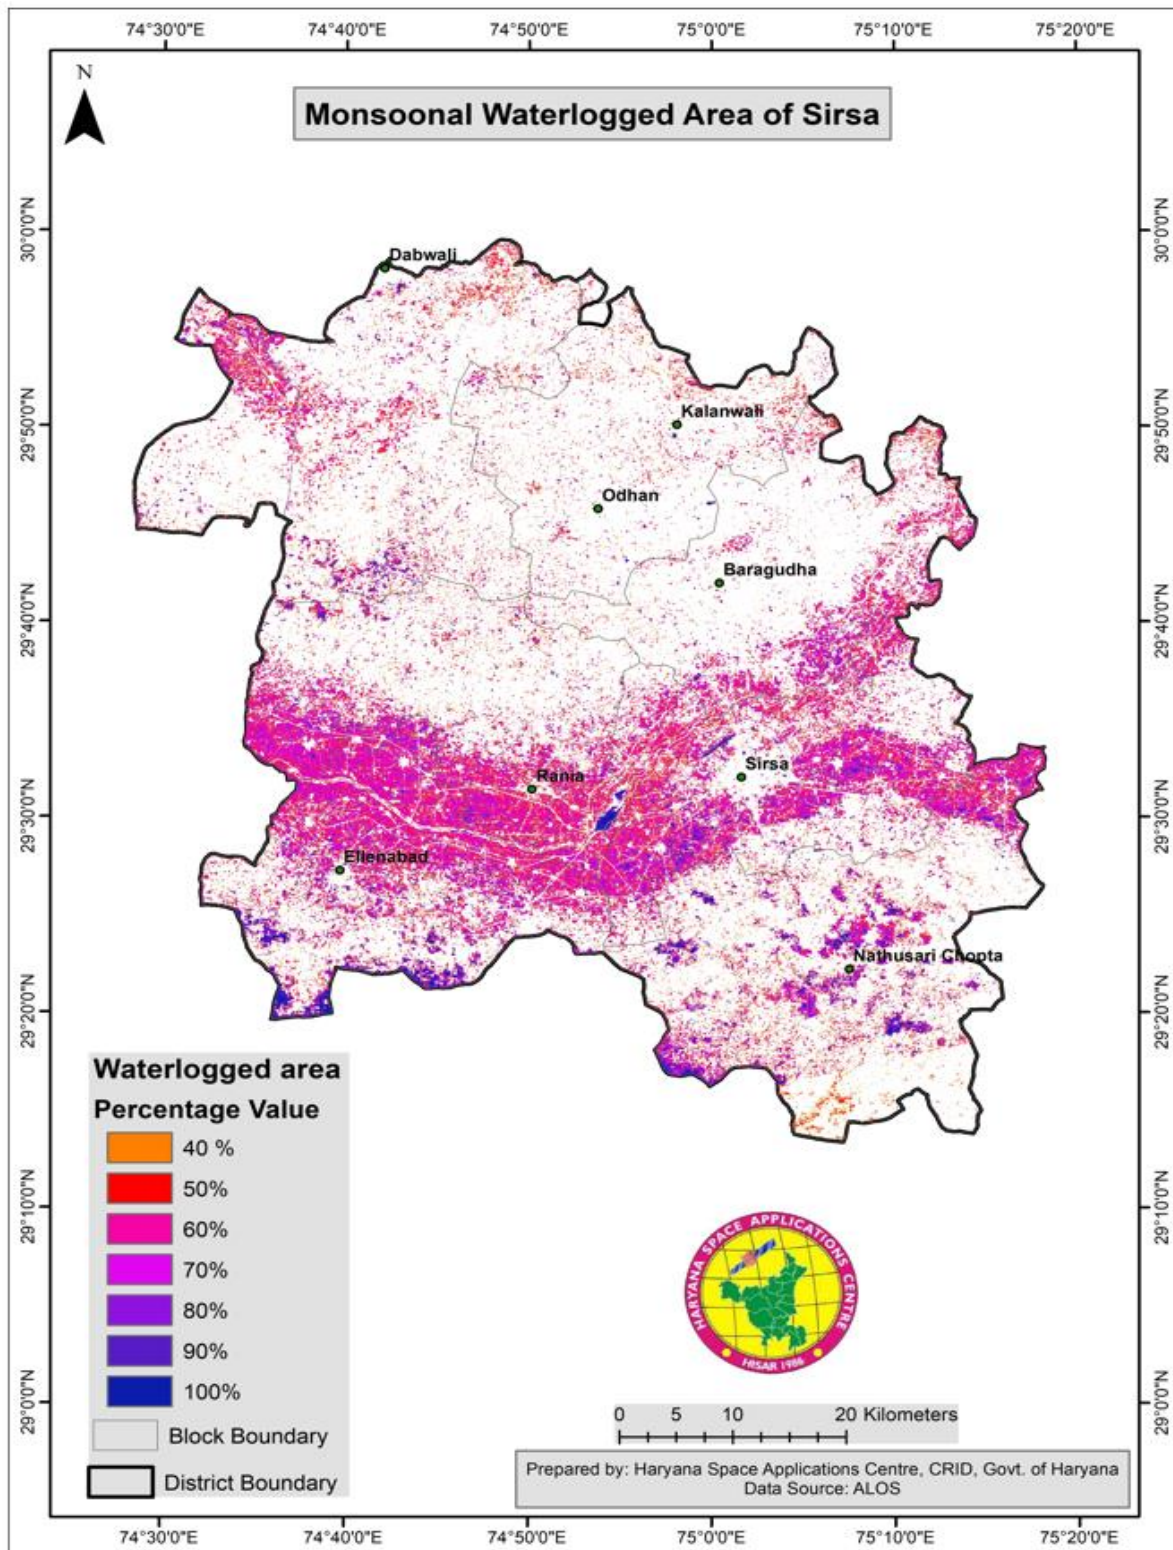 74°30'0"E 74°40'0"E 74°50'0"E 75°0'0"E 75°10'0"E 75°20'0"E
N
Monsoonal Waterlogged Area of Sirsa
30°0'0"N 30°0'0"N
Dabwali
Kalanwali
29°50'0"N 29°50'0"N
Odhan
Baragudha
29°40'0"N 29°40'0"N
Sirsa
Rania
29°30'0"N 29°30'0"N
Ellenabad
Nathusari Chopta
29°20'0"N 29°20'0"N
Waterlogged area
Percentage Value
40 %
50%
60%
70%
80%
90%
100%
Block Boundary
District Boundary
29°10'0"N 29°10'0"N
HARYANA SPACE APPLICATIONS CENTRE
HISAR 1986
29°0'0"N 29°0'0"N
0 5 10 20 Kilometers
Prepared by: Haryana Space Applications Centre, CRID, Govt. of Haryana
Data Source: ALOS
74°30'0"E 74°40'0"E 74°50'0"E 75°0'0"E 75°10'0"E 75°20'0"E